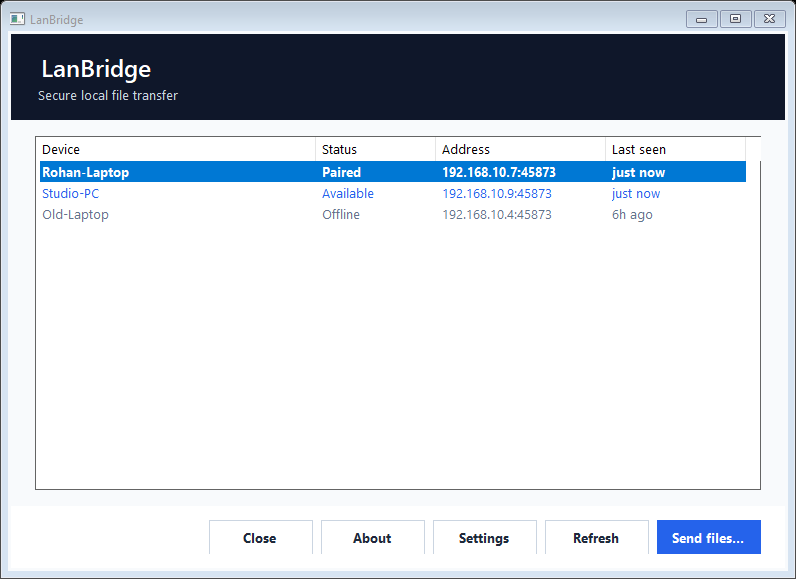 LanBridge
LanBridge
Secure local file transfer
Device Status Address Last seen
Rohan-Laptop Paired 192.168.10.7:45873 just now
Studio-PC Available 192.168.10.9:45873 just now
Old-Laptop Offline 192.168.10.4:45873 6h ago
Close About Settings Refresh Send files...